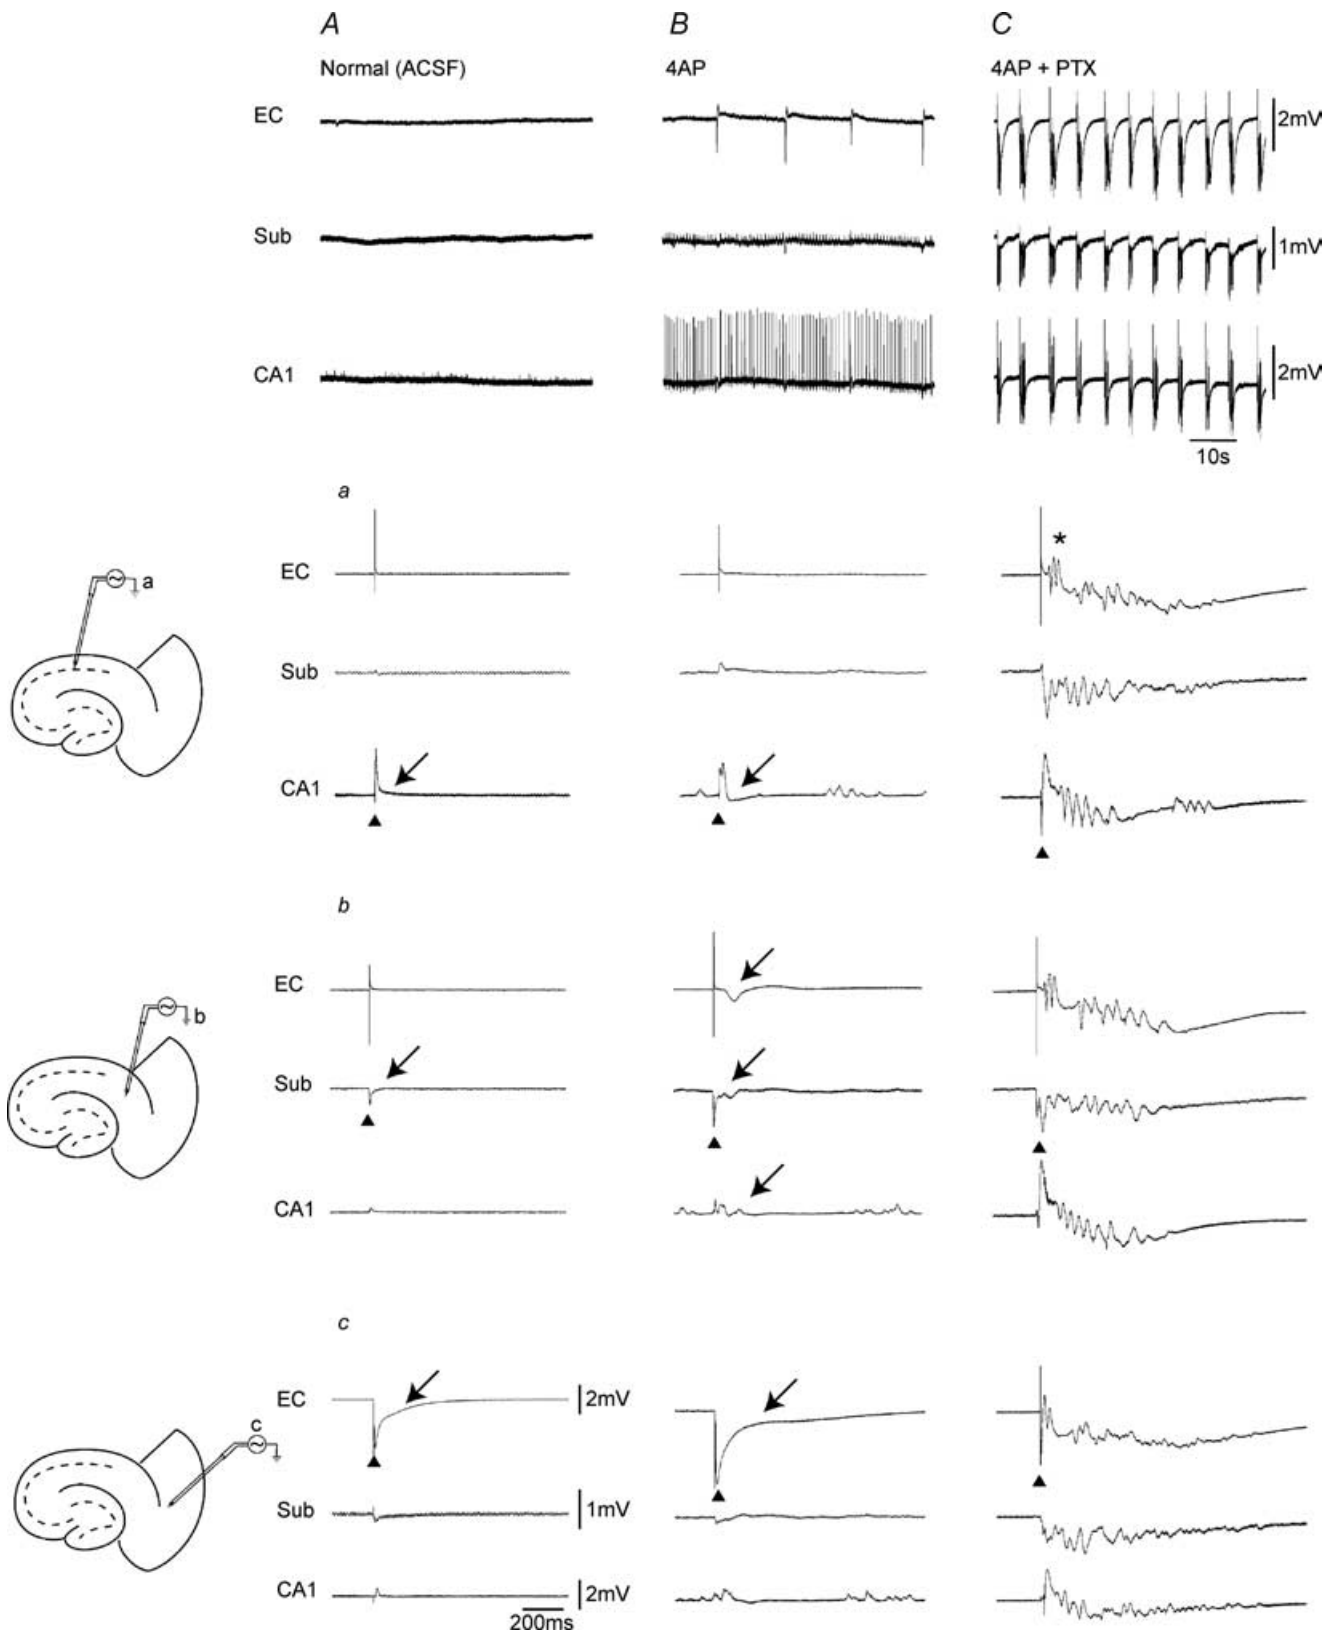 A B C
Normal (ACSF) 4AP 4AP + PTX
EC 2mV
Sub 1mV
CA1 2mV
10s
a
EC *
a
Sub
CA1
b
EC
b
Sub
CA1
c
EC 2mV
c
Sub 1mV
CA1 2mV
200ms